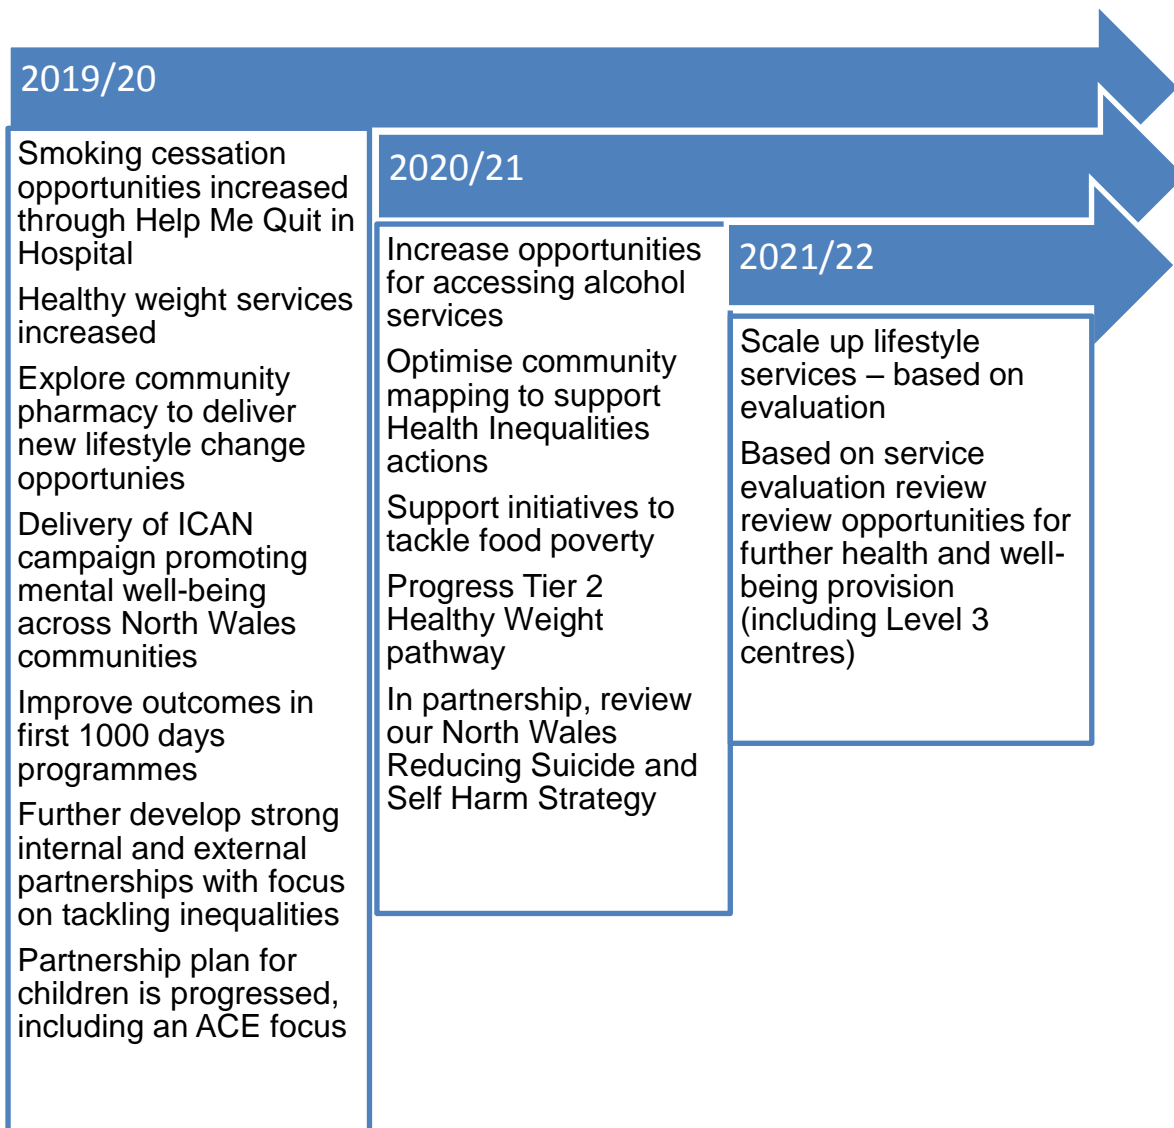 2019/20
Smoking cessation
opportunities increased
through Help Me Quit in
Hospital
Healthy weight services
increased
Explore community
pharmacy to deliver
new lifestyle change
opportunies
Delivery of ICAN
campaign promoting
mental well-being
across North Wales
communities
Improve outcomes in
first 1000 days
programmes
Further develop strong
internal and external
partnerships with focus
on tackling inequalities
Partnership plan for
children is progressed,
including an ACE focus
2020/21
Increase opportunities
for accessing alcohol
services
Optimise community
mapping to support
Health Inequalities
actions
Support initiatives to
tackle food poverty
Progress Tier 2
Healthy Weight
pathway
In partnership, review
our North Wales
Reducing Suicide and
Self Harm Strategy
2021/22
Scale up lifestyle
services – based on
evaluation
Based on service
evaluation review
review opportunities for
further health and well-
being provision
(including Level 3
centres)